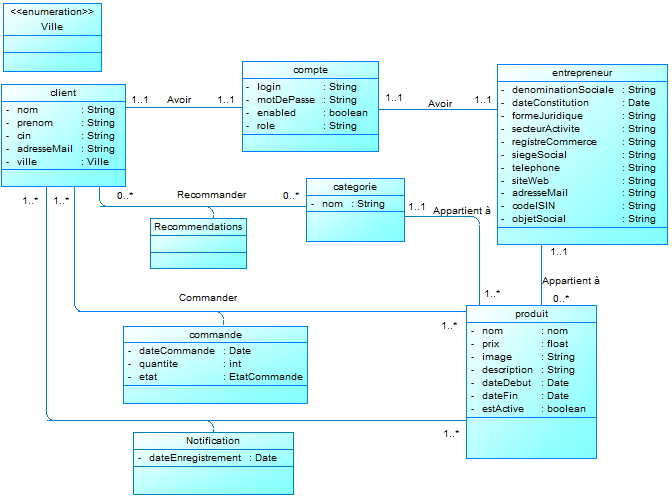 <<enumeration>>
Ville
client
- nom : String
- prenom : String
- cin : String
- adresseMail : String
- ville : Ville
1..1 Avoir 1..1
compte
- login : String
- motDePasse : String
- enabled : boolean
- role : String
1..1 Avoir 1..1
entrepreneur
- denominationSociale : String
- dateConstitution : Date
- formeJuridique : String
- secteurActivite : String
- registreCommerce : String
- siegeSocial : String
- telephone : String
- siteWeb : String
- adresseMail : String
- codeISIN : String
- objetSocial : String
1..* 1..* 0..* Recommander 0..*
categorie
- nom : String
1..1 Appartient à
1..*
Recommendations
1..1
Appartient à
0..*
Commander
1..*
commande
- dateCommande : Date
- quantite : int
- etat : EtatCommande
produit
- nom : nom
- prix : float
- image : String
- description : String
- dateDebut : Date
- dateFin : Date
- estActive : boolean
1..*
Notification
- dateEnregistrement : Date